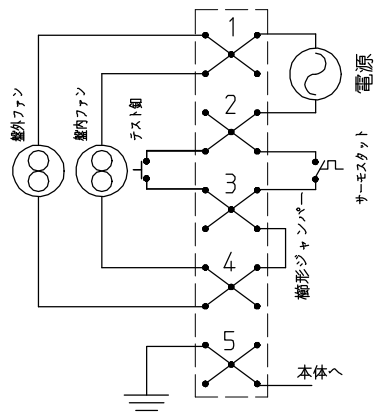 盤外ファン
盤内ファン
テスト釦
1
2
3
4
5
電源
サーモスタット
櫛形ジャンパー
本体へ